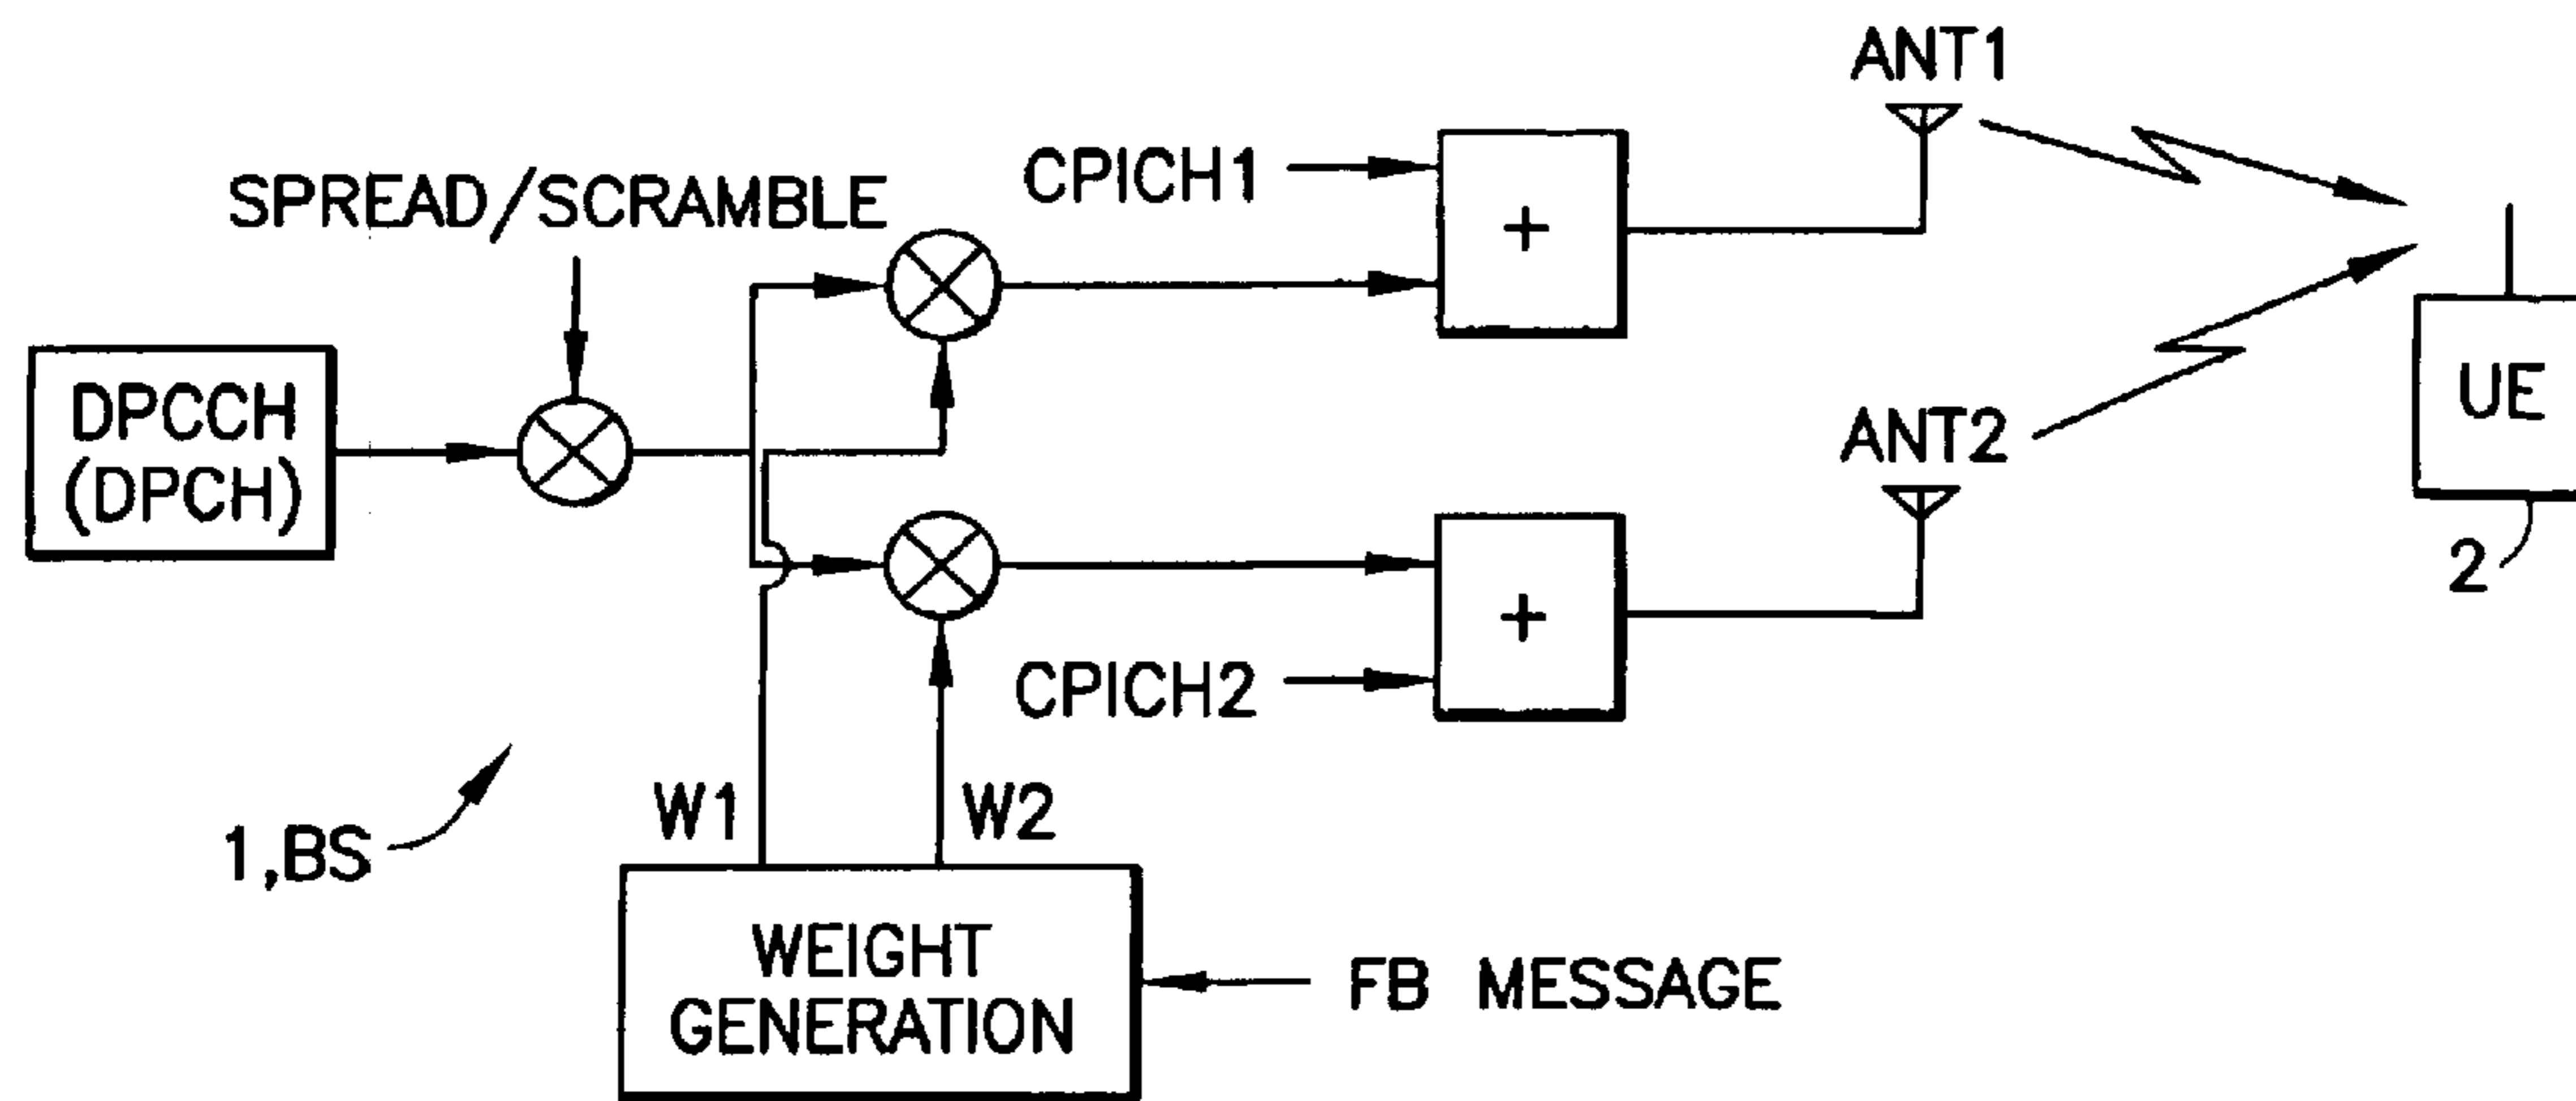 ANT1
CPICH1
SPREAD/SCRAMBLE
+
DPCCH
(DPCH)
UE
ANT2
2
+
CPICH2
W1
W2
1,BS
WEIGHT
GENERATION
FB MESSAGE